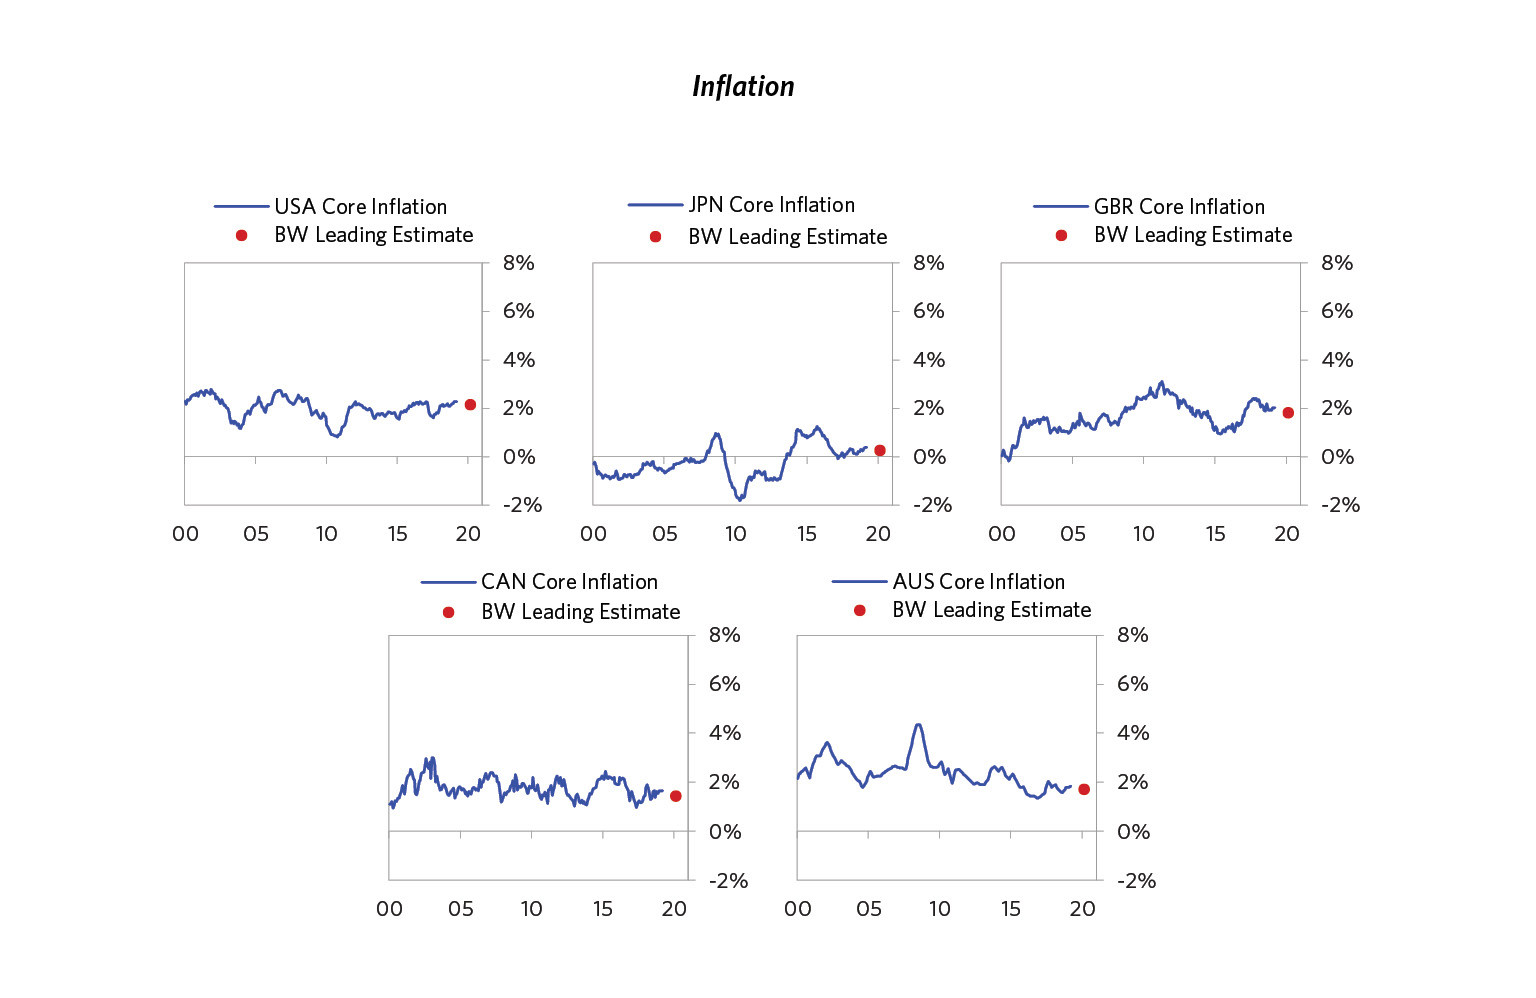 Inflation
USA Core Inflation
BW Leading Estimate
8%
6%
4%
2%
0%
-2%
00 05 10 15 20
JPN Core Inflation
BW Leading Estimate
8%
6%
4%
2%
0%
-2%
00 05 10 15 20
GBR Core Inflation
BW Leading Estimate
8%
6%
4%
2%
0%
-2%
00 05 10 15 20
CAN Core Inflation
BW Leading Estimate
8%
6%
4%
2%
0%
-2%
00 05 10 15 20
AUS Core Inflation
BW Leading Estimate
8%
6%
4%
2%
0%
-2%
00 05 10 15 20